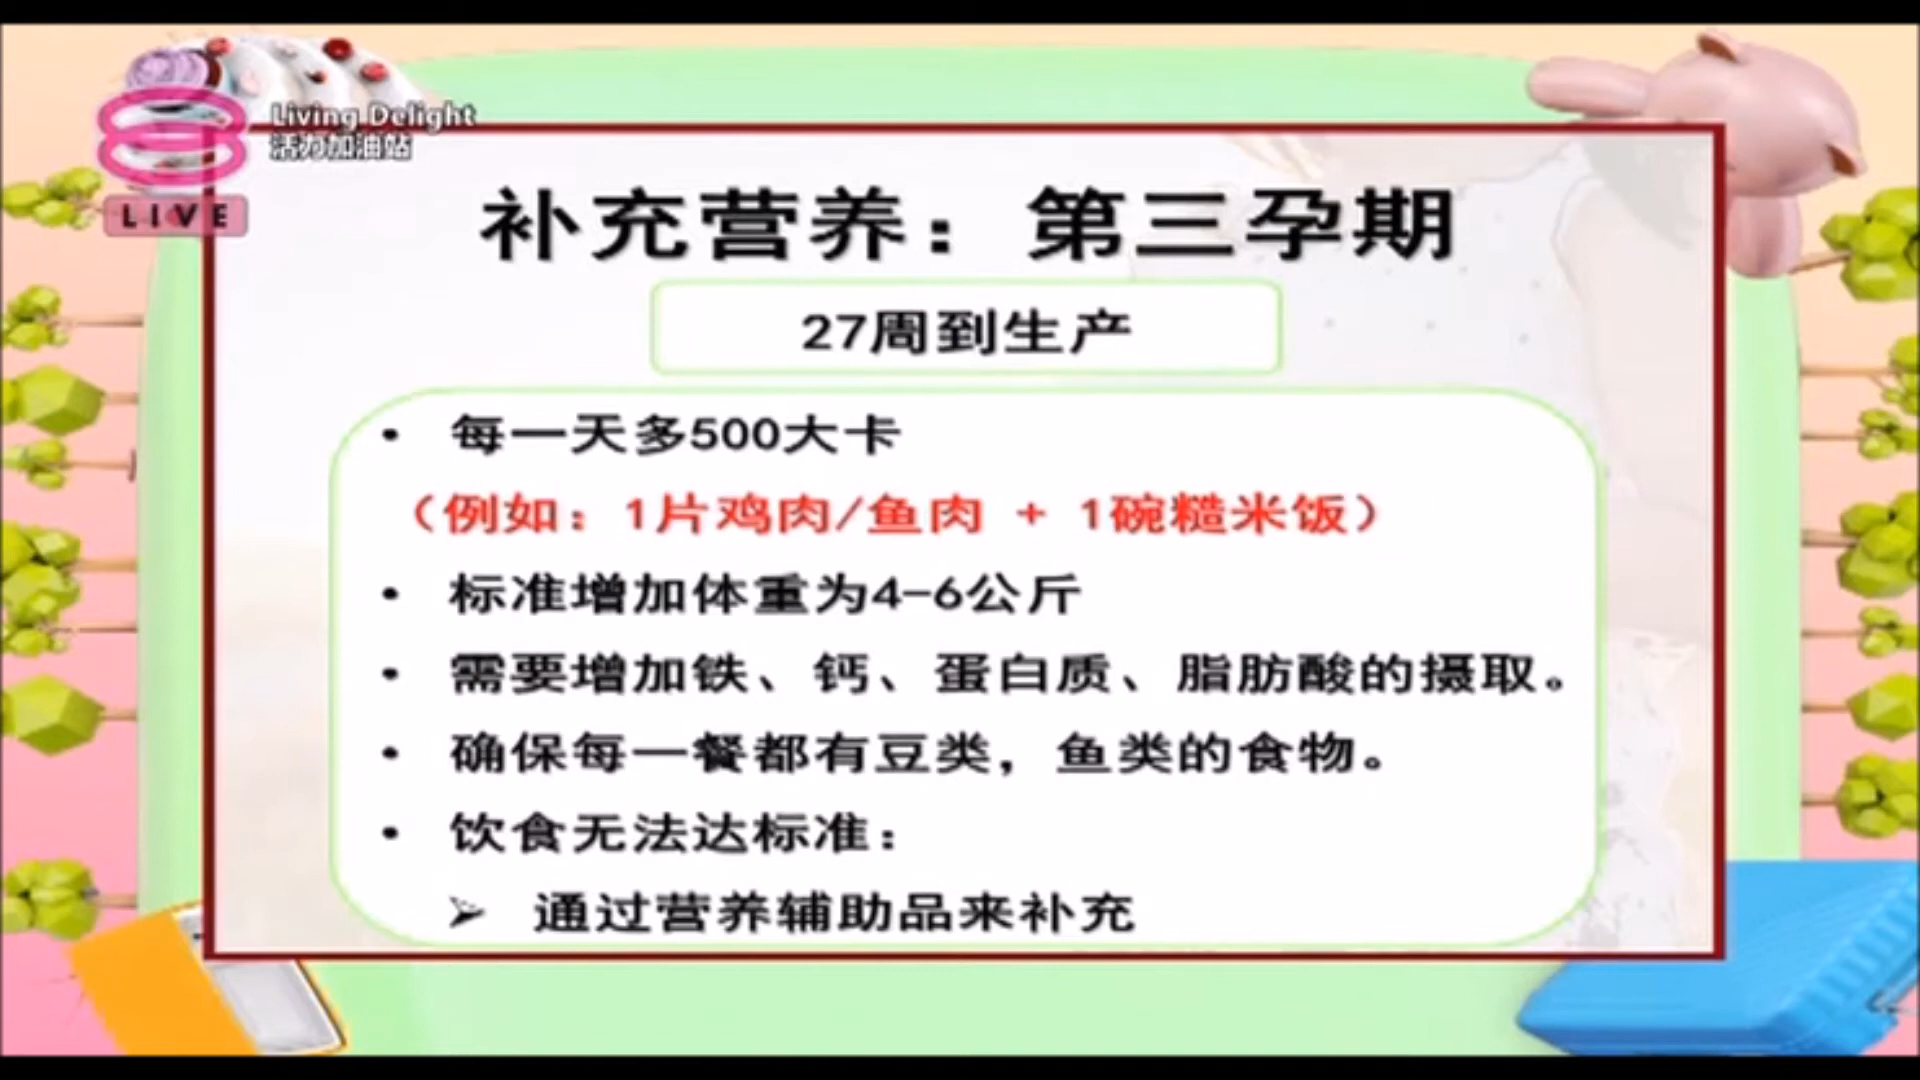 Living Delight
活力加油站
LIVE
补充营养：第三孕期
27周到生产
• 每一天多500大卡
（例如：1片鸡肉/鱼肉 + 1碗糙米饭）
• 标准增加体重为4-6公斤
• 需要增加铁、钙、蛋白质、脂肪酸的摄取。
• 确保每一餐都有豆类，鱼类的食物。
• 饮食无法达标准：
➢ 通过营养辅助品来补充